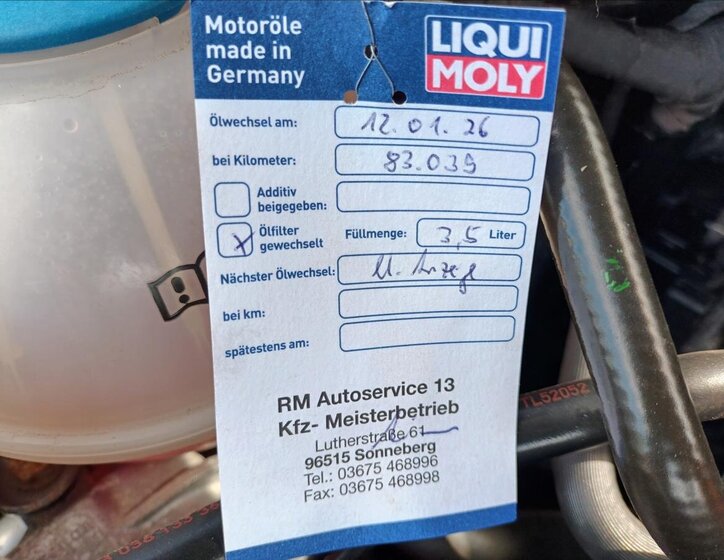 Motoröle
made in
Germany
LIQUI
MOLY
Ölwechsel am: 12.01.26
bei Kilometer: 83.039
Additiv
beigegeben:
Ölfilter
gewechselt
Füllmenge: 3,5 Liter
Nächster Ölwechsel: n. Anzeige
bei km:
spätestens am:
RM Autoservice 13
Kfz- Meisterbetrieb
Lutherstraße 61
96515 Sonneberg
Tel.: 03675 468996
Fax: 03675 468998
TL52052